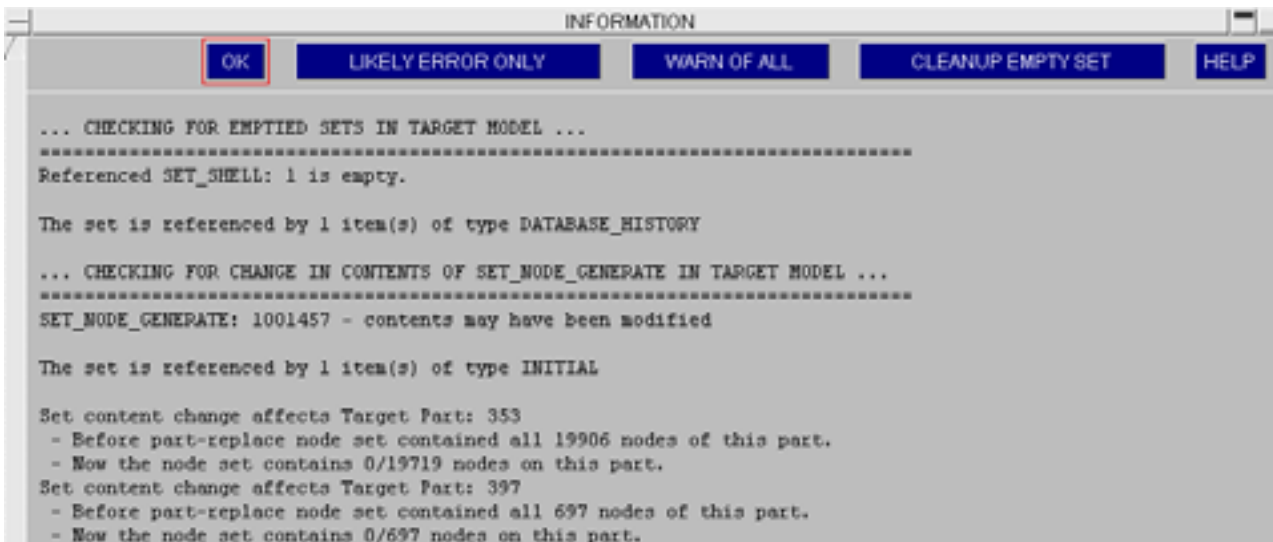 INFORMATION
OK LIKELY ERROR ONLY WARN OF ALL CLEANUP EMPTY SET HELP
... CHECKING FOR EMPTIED SETS IN TARGET MODEL ...
==============================================================================
Referenced SET_SHELL: 1 is empty.
The set is referenced by 1 item(s) of type DATABASE_HISTORY
... CHECKING FOR CHANGE IN CONTENTS OF SET_NODE_GENERATE IN TARGET MODEL ...
==============================================================================
SET_NODE_GENERATE: 1001457 - contents may have been modified
The set is referenced by 1 item(s) of type INITIAL
Set content change affects Target Part: 353
- Before part-replace node set contained all 19906 nodes of this part.
- Now the node set contains 0/19719 nodes on this part.
Set content change affects Target Part: 397
- Before part-replace node set contained all 697 nodes of this part.
- Now the node set contains 0/697 nodes on this part.